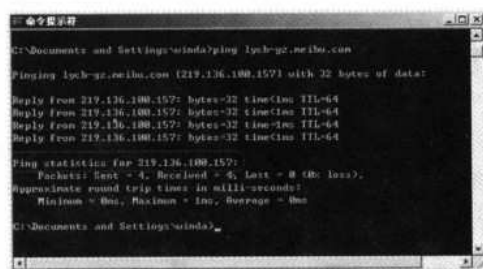 命令提示符
C:\Documents and Settings\winda>ping lych-gz.meibu.com
Pinging lych-gz.meibu.com [219.136.100.157] with 32 bytes of data:
Reply from 219.136.100.157: bytes=32 time<1ms TTL=64
Reply from 219.136.100.157: bytes=32 time<1ms TTL=64
Reply from 219.136.100.157: bytes=32 time<1ms TTL=64
Reply from 219.136.100.157: bytes=32 time<1ms TTL=64
Ping statistics for 219.136.100.157:
Packets: Sent = 4, Received = 4, Lost = 0 (0% loss),
Approximate round trip times in milli-seconds:
Minimum = 0ms, Maximum = 1ms, Average = 0ms
C:\Documents and Settings\winda>_